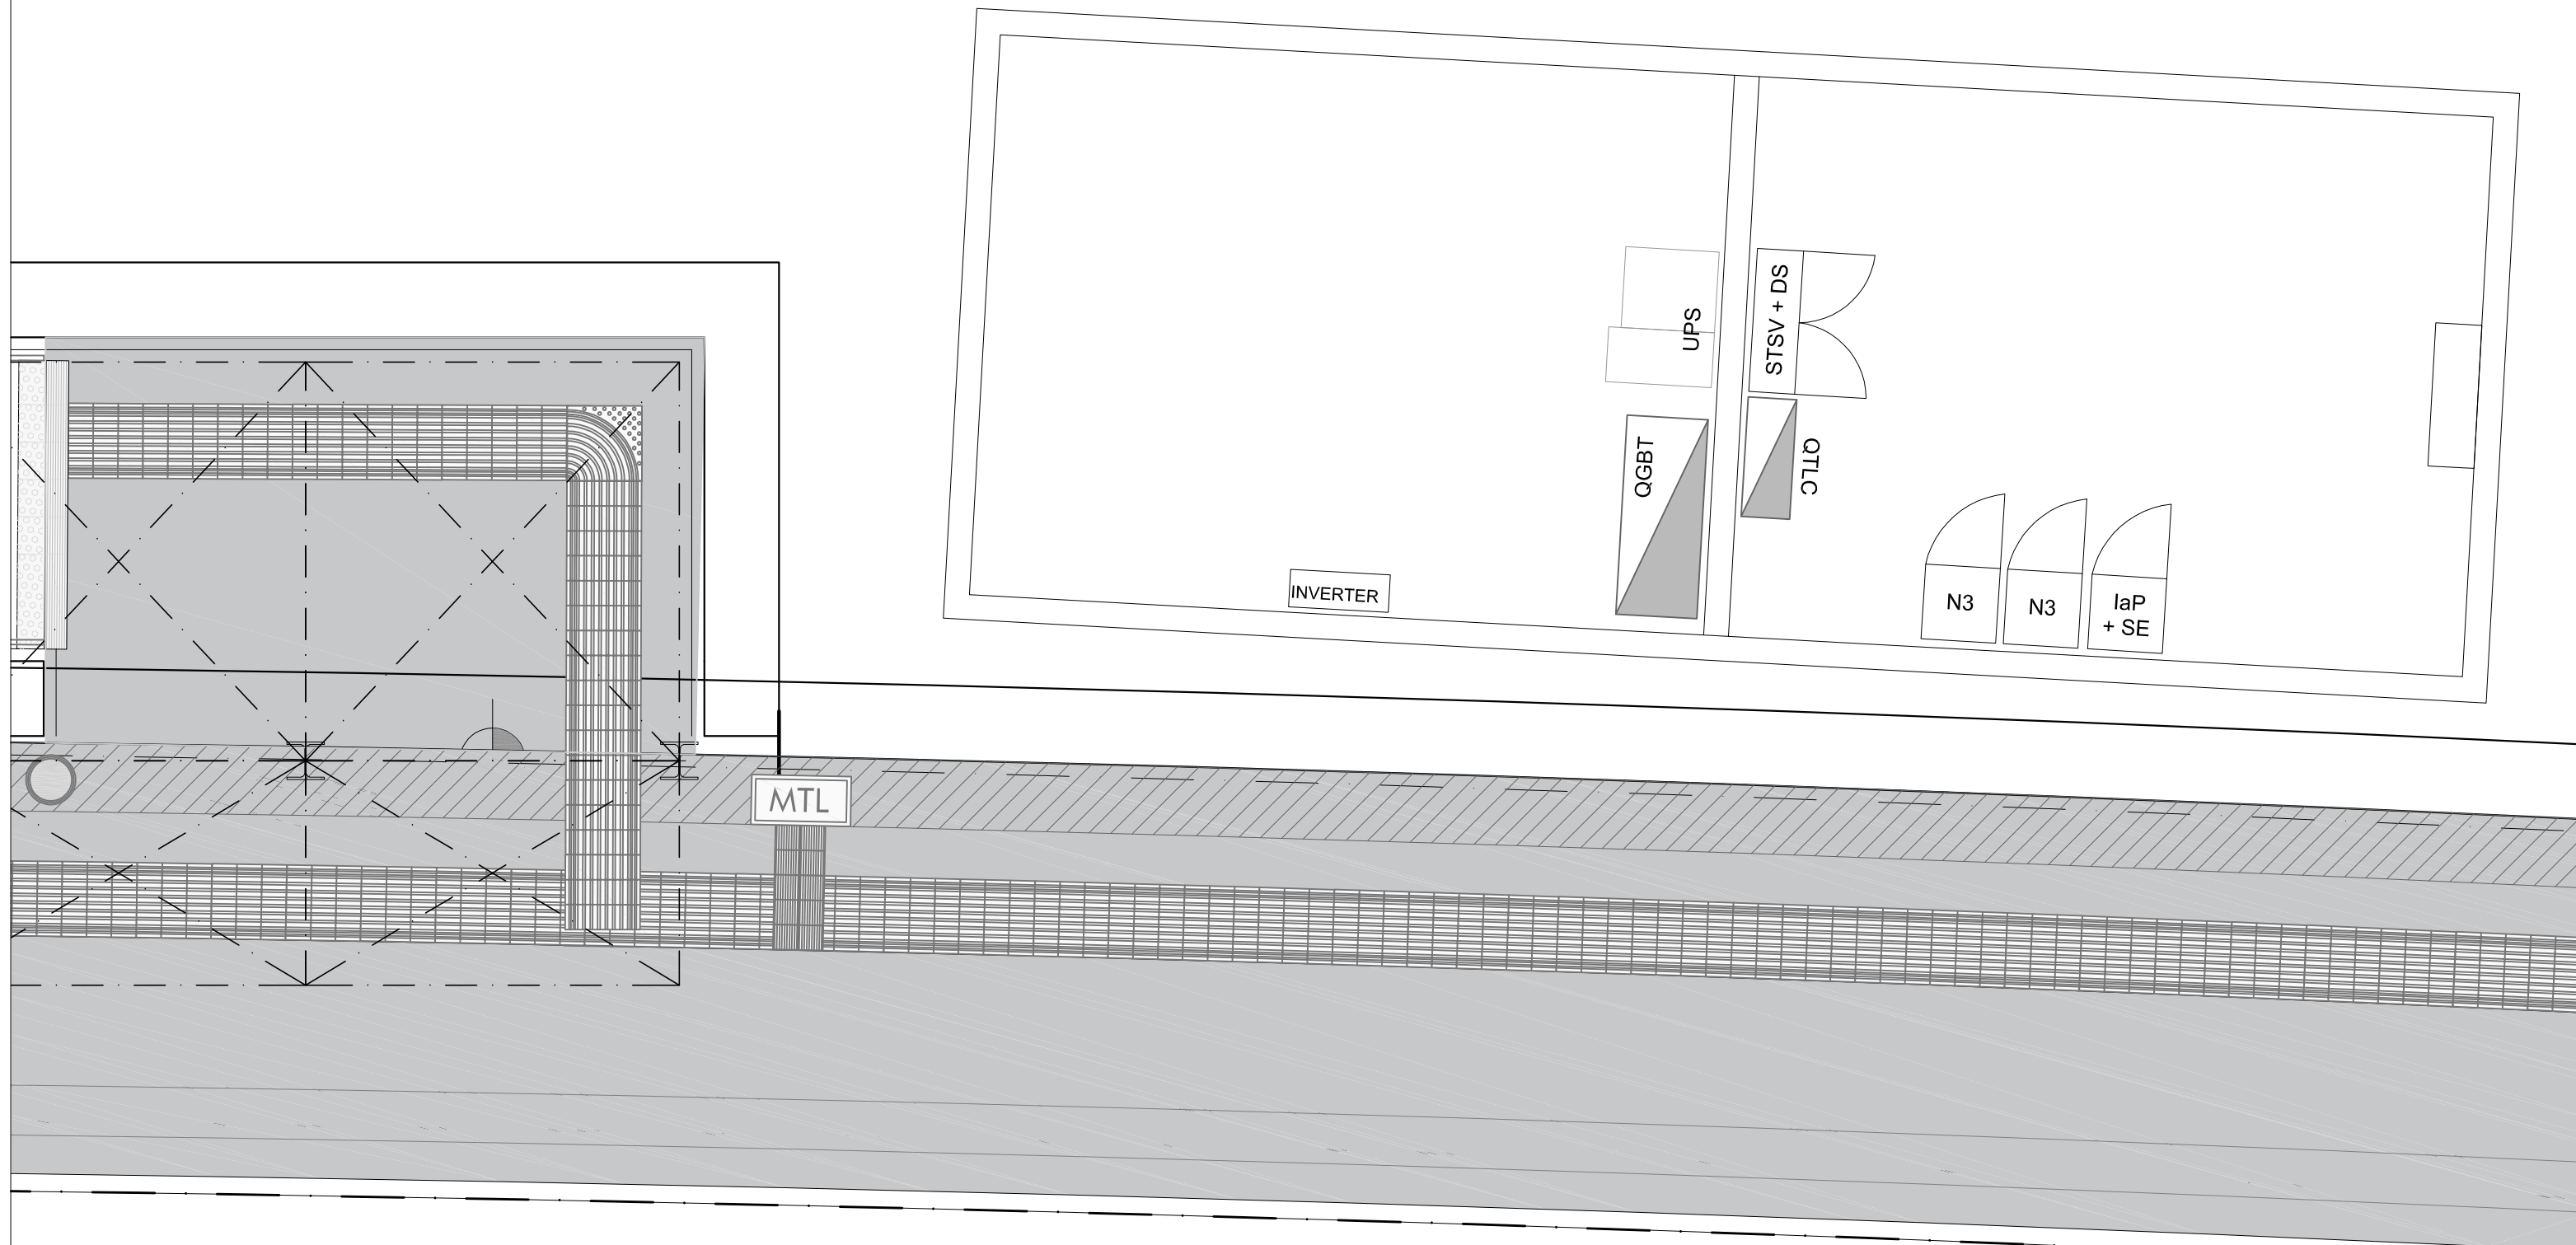 UPS
STSV + DS
QGBT
QTLC
INVERTER
N3
N3
IaP
+ SE
MTL